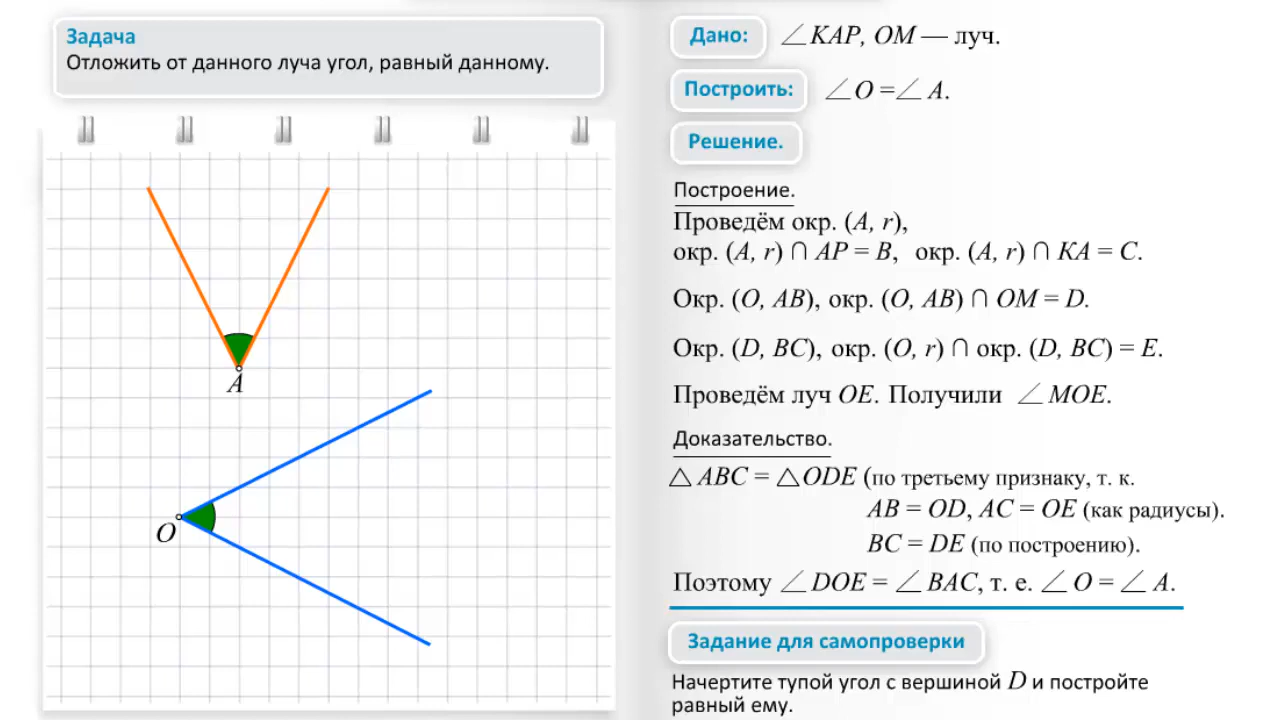 Задача
Отложить от данного луча угол, равный данному.
A
O
Дано: ∠KAP, OM — луч.
Построить: ∠O =∠A.
Решение.
Построение.
Проведём окр. (A, r),
окр. (A, r) ∩ AP = B, окр. (A, r) ∩ KA = C.
Окр. (O, AB), окр. (O, AB) ∩ OM = D.
Окр. (D, BC), окр. (O, r) ∩ окр. (D, BC) = E.
Проведём луч OE. Получили ∠MOE.
Доказательство.
△ABC = △ODE (по третьему признаку, т. к.
AB = OD, AC = OE (как радиусы).
BC = DE (по построению).
Поэтому ∠DOE = ∠BAC, т. е. ∠O = ∠A.
Задание для самопроверки
Начертите тупой угол с вершиной D и постройте
равный ему.